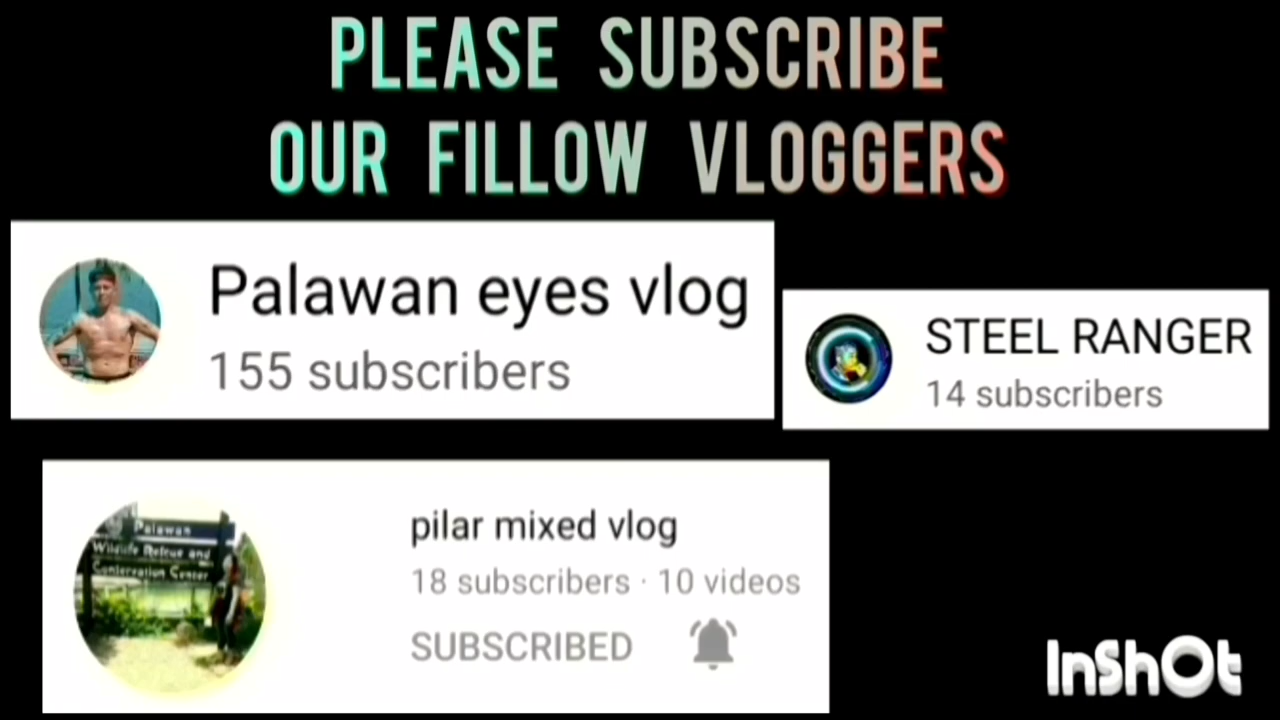 PLEASE SUBSCRIBE
OUR FILLOW VLOGGERS
Palawan eyes vlog
155 subscribers
STEEL RANGER
14 subscribers
Palawan
Wildlife Rescue and
Conservation Center
pilar mixed vlog
18 subscribers · 10 videos
SUBSCRIBED
InShOt